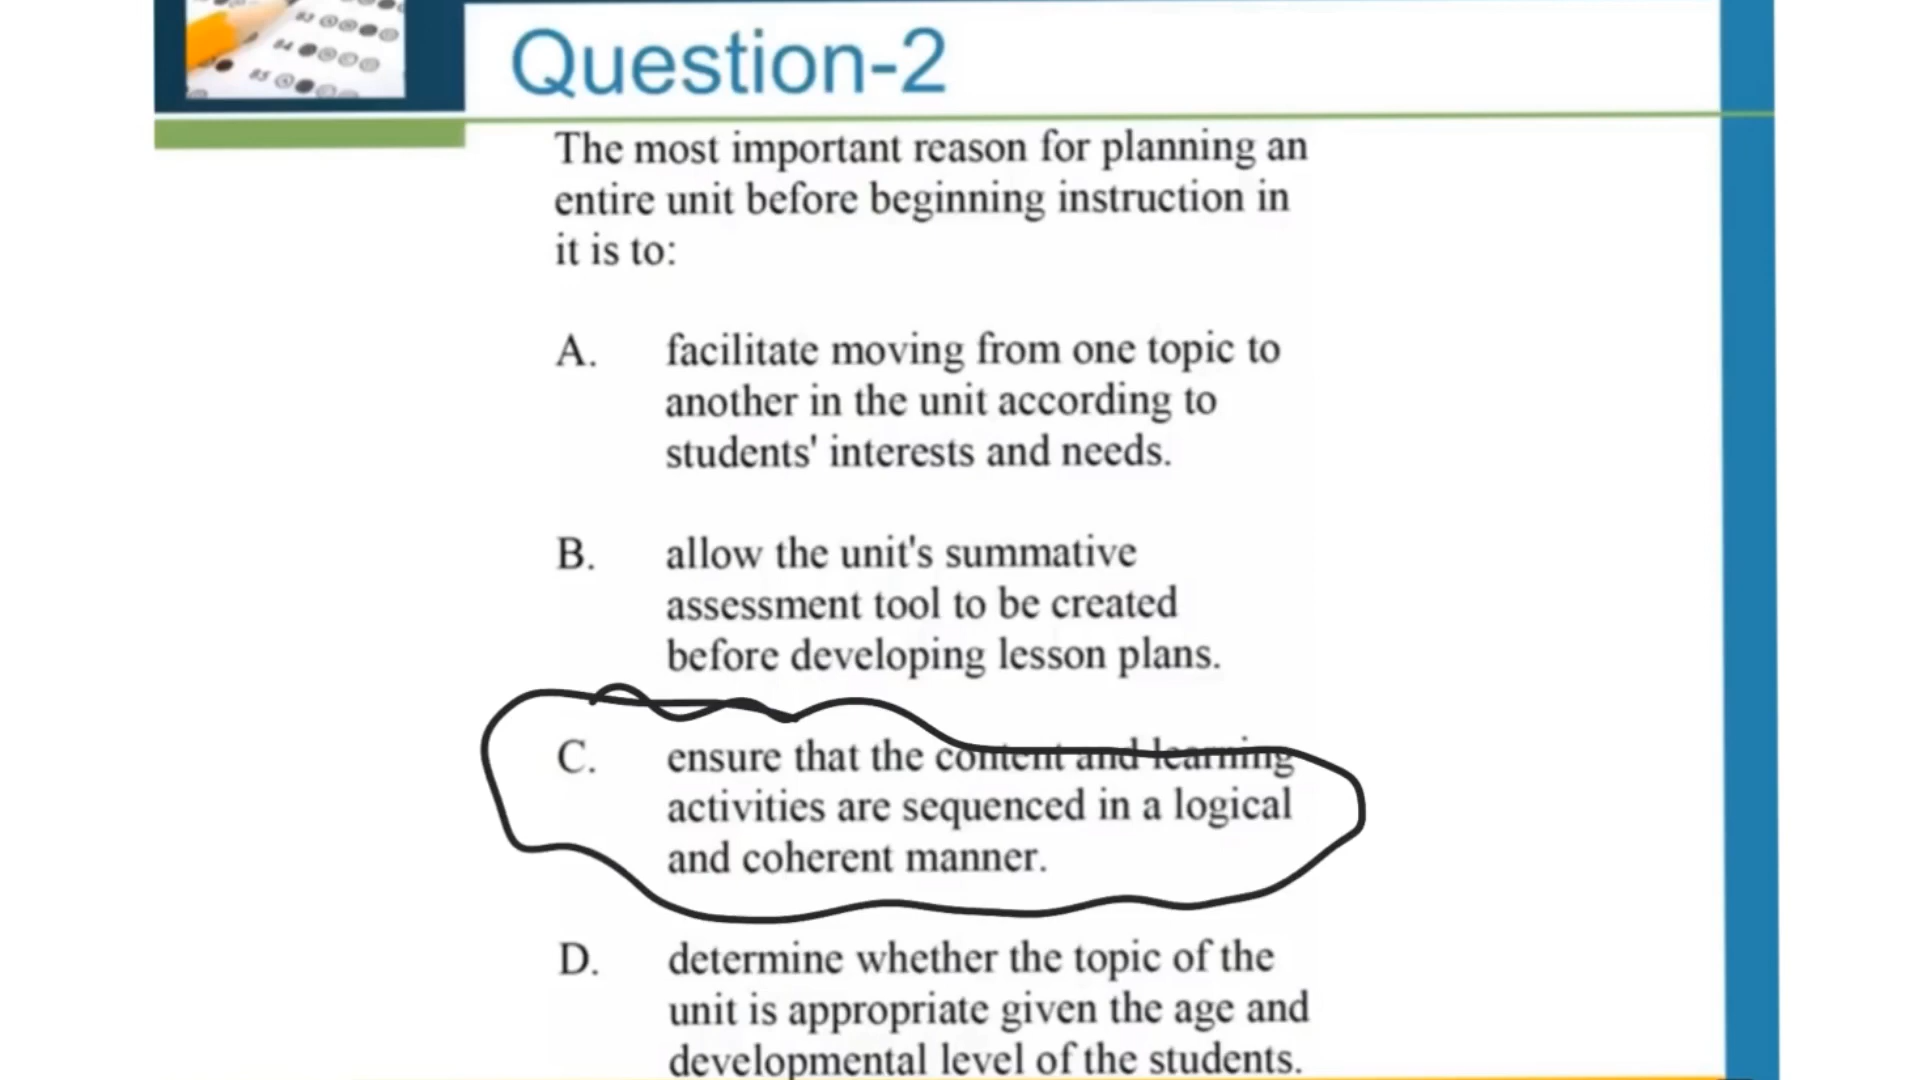 Question-2
The most important reason for planning an
entire unit before beginning instruction in
it is to:
A. facilitate moving from one topic to
another in the unit according to
students' interests and needs.
B. allow the unit's summative
assessment tool to be created
before developing lesson plans.
C. ensure that the content and learning
activities are sequenced in a logical
and coherent manner.
D. determine whether the topic of the
unit is appropriate given the age and
developmental level of the students.